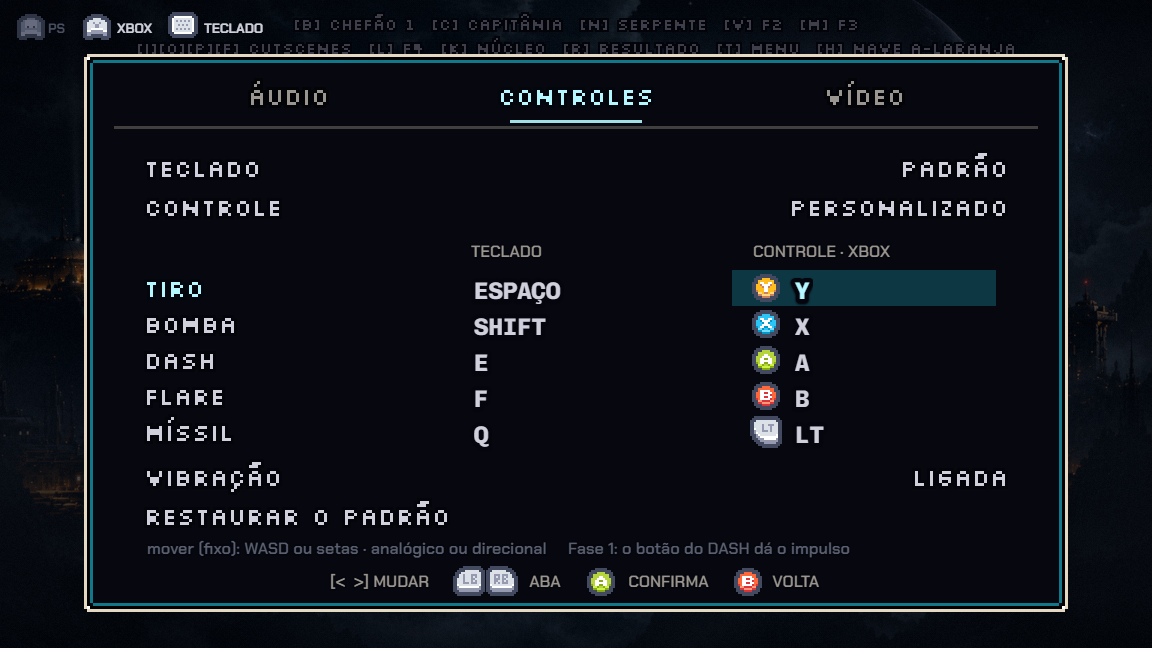 PS XBOX TECLADO [B] CHEFÃO 1 [C] CAPITÂNIA [N] SERPENTE [V] F2 [M] F3
[I][O][P][F] CUTSCENES [L] F4 [K] NÚCLEO [R] RESULTADO [T] MENU [H] NAVE A-LARANJA
ÁUDIO CONTROLES VÍDEO
TECLADO PADRÃO
CONTROLE PERSONALIZADO
TECLADO CONTROLE · XBOX
TIRO ESPAÇO Y Y
BOMBA SHIFT X X
DASH E A A
FLARE F B B
MÍSSIL Q LT LT
VIBRAÇÃO LIGADA
RESTAURAR O PADRÃO
mover (fixo): WASD ou setas · analógico ou direcional Fase 1: o botão do DASH dá o impulso
[< >] MUDAR LB RB ABA A CONFIRMA B VOLTA